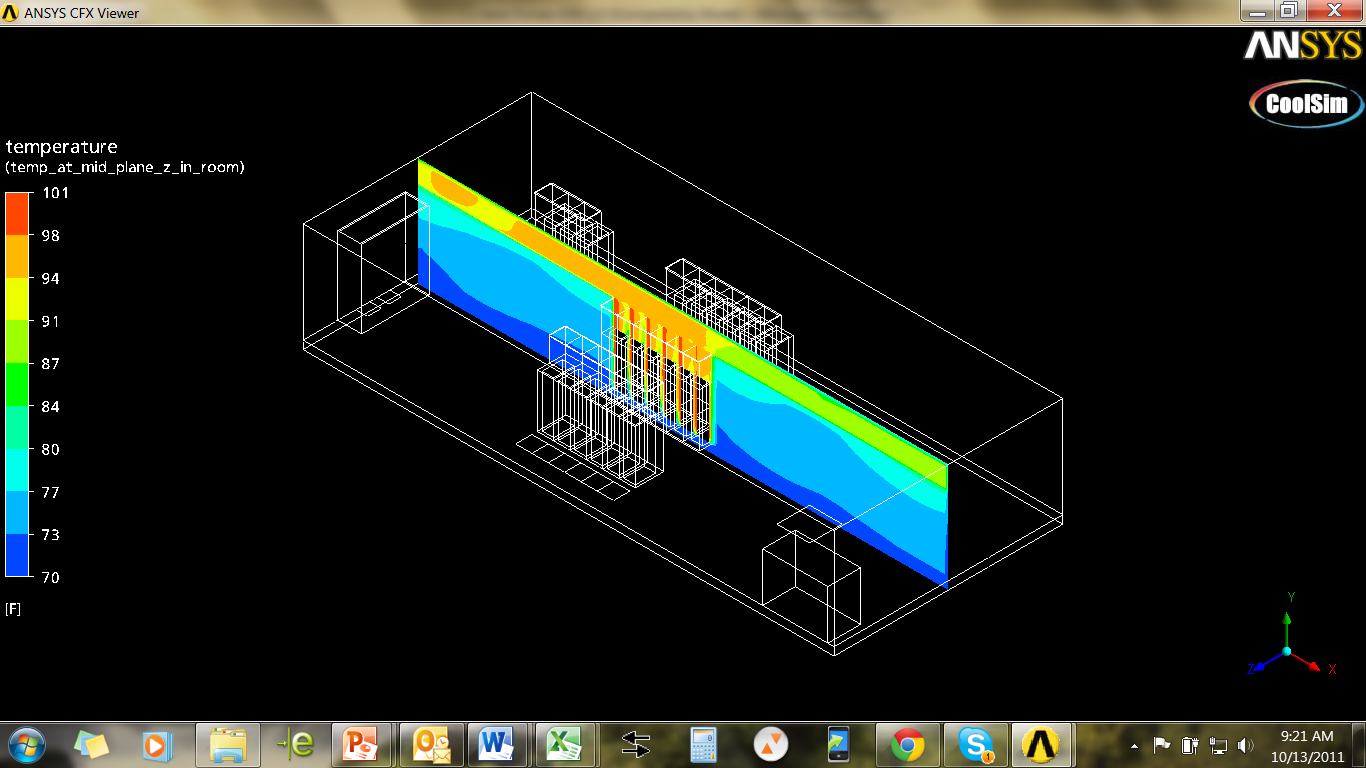 ANSYS CFX Viewer
ANSYS
CoolSim
temperature
(temp_at_mid_plane_z_in_room)
101
98
94
91
87
84
80
77
73
70
[F]
Y
Z
X
9:21 AM
10/13/2011
e
P
O
W
X
S
1